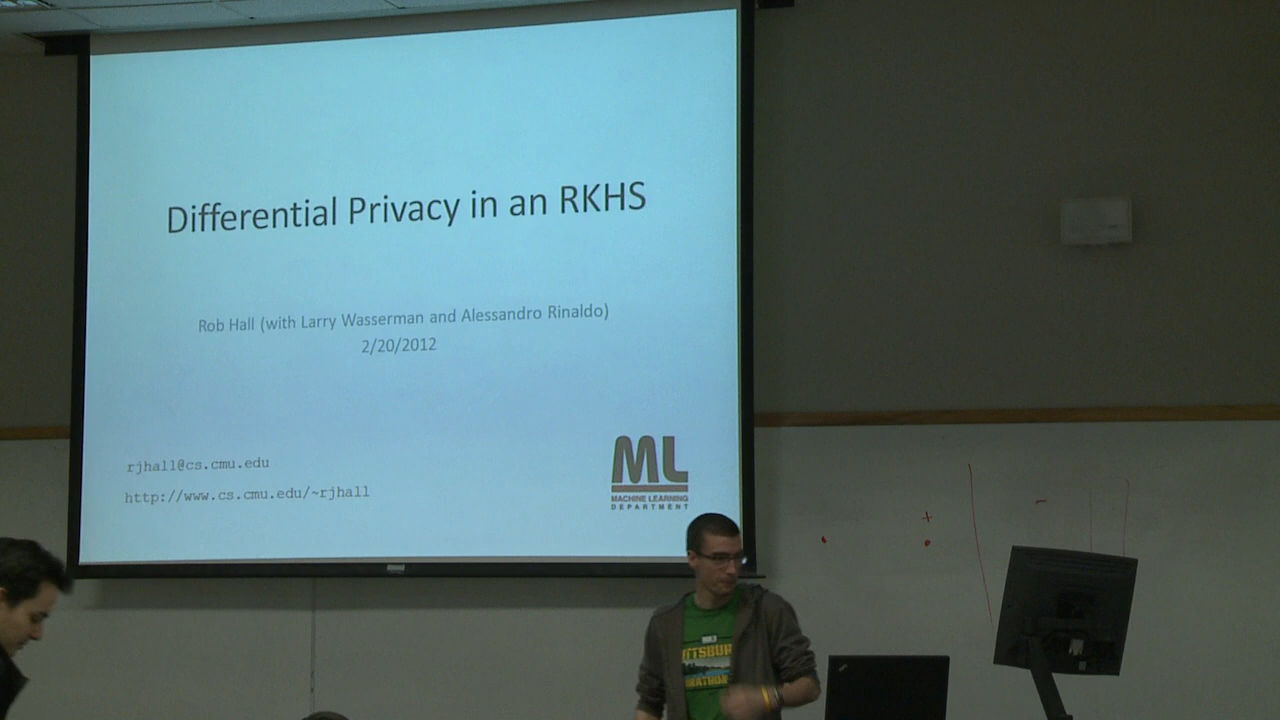 Differential Privacy in an RKHS
Rob Hall (with Larry Wasserman and Alessandro Rinaldo)
2/20/2012
rjhall@cs.cmu.edu
http://www.cs.cmu.edu/~rjhall
ML
MACHINE LEARNING
DEPARTMENT